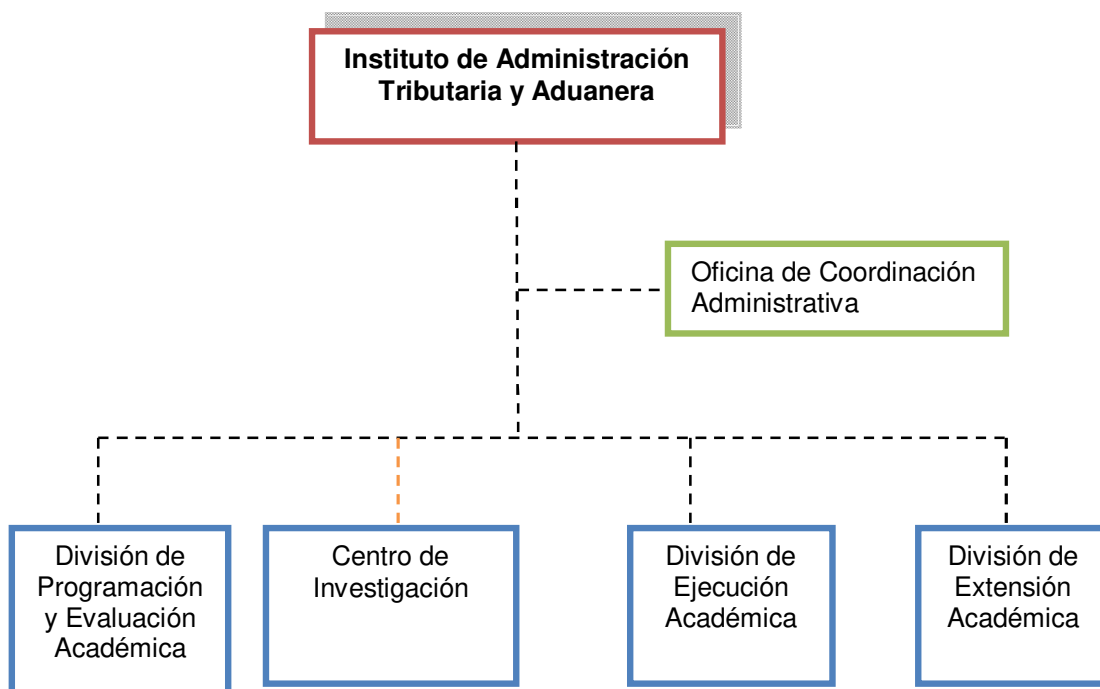 Instituto de Administración
Tributaria y Aduanera
Oficina de Coordinación
Administrativa
División de
Programación
y Evaluación
Académica
Centro de
Investigación
División de
Ejecución
Académica
División de
Extensión
Académica